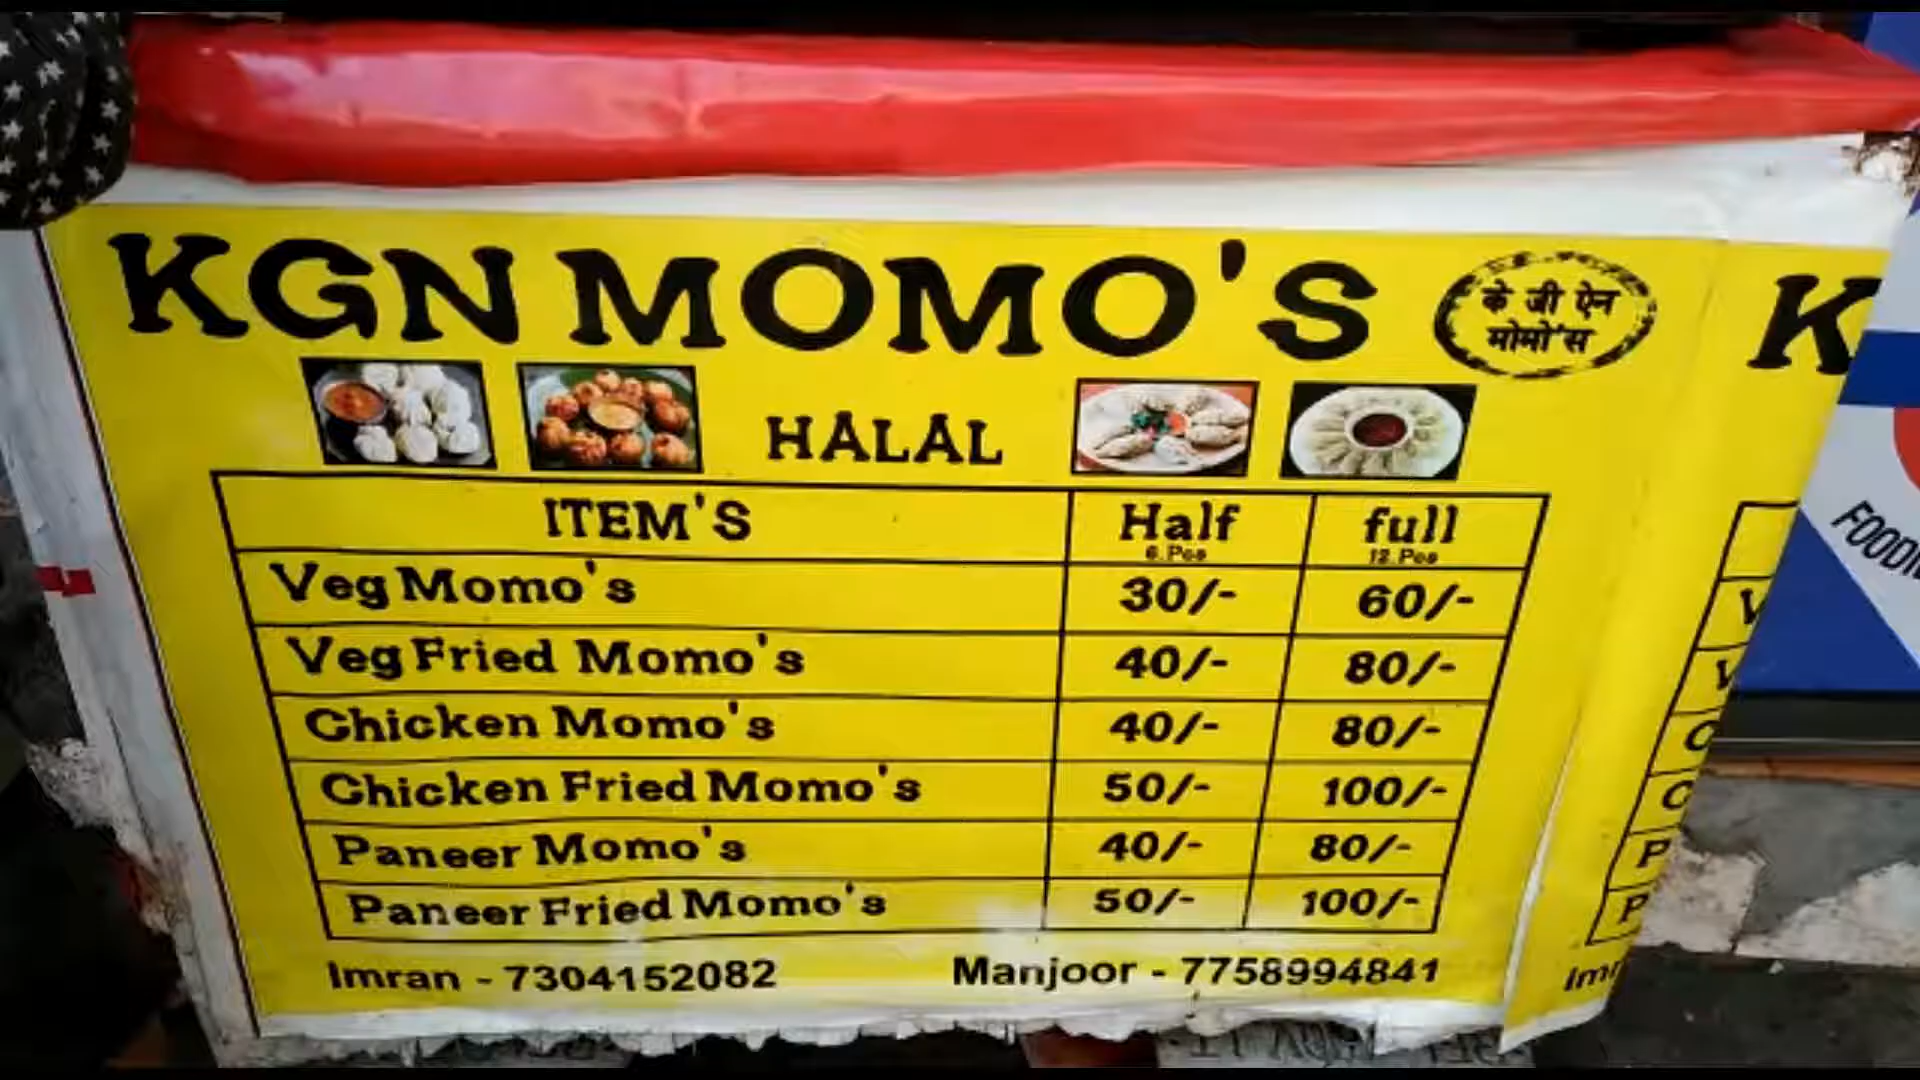 KGN MOMO'S
के जी ऐन
मोमो'स
HALAL
ITEM'S Half full
6.Pcs 12.Pcs
Veg Momo's 30/- 60/-
Veg Fried Momo's 40/- 80/-
Chicken Momo's 40/- 80/-
Chicken Fried Momo's 50/- 100/-
Paneer Momo's 40/- 80/-
Paneer Fried Momo's 50/- 100/-
Imran - 7304152082 Manjoor - 7758994841
K
V
V
C
C
P
P